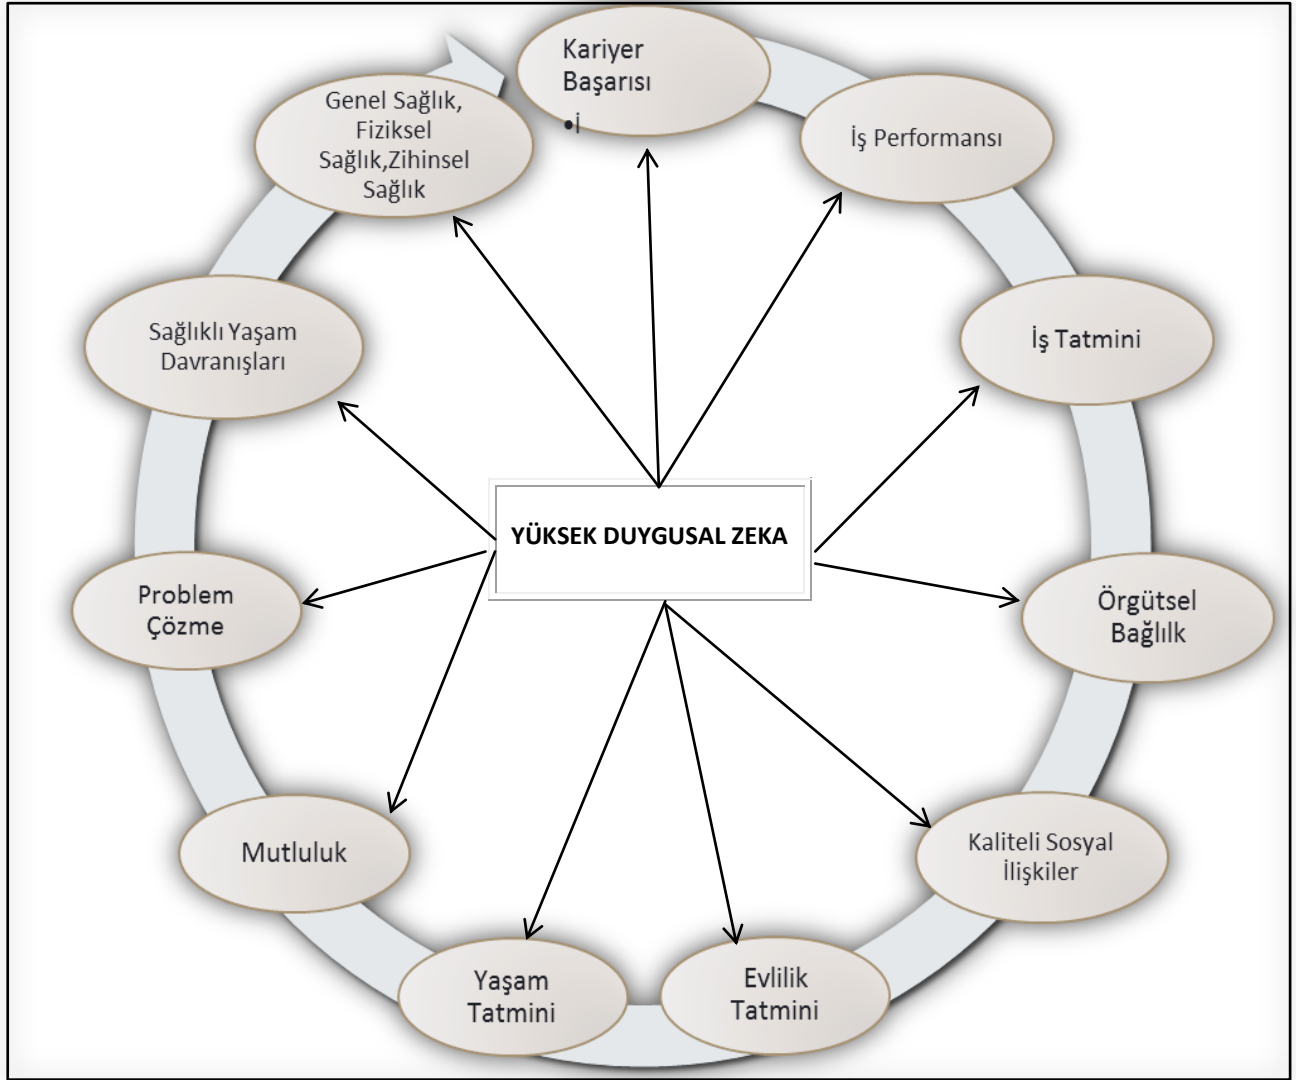 Kariyer
Başarısı
•İ
İş Performansı
İş Tatmini
Örgütsel
Bağlılk
Kaliteli Sosyal
İlişkiler
Evlilik
Tatmini
Yaşam
Tatmini
Mutluluk
Problem
Çözme
Sağlıklı Yaşam
Davranışları
Genel Sağlık,
Fiziksel
Sağlık,Zihinsel
Sağlık
YÜKSEK DUYGUSAL ZEKA